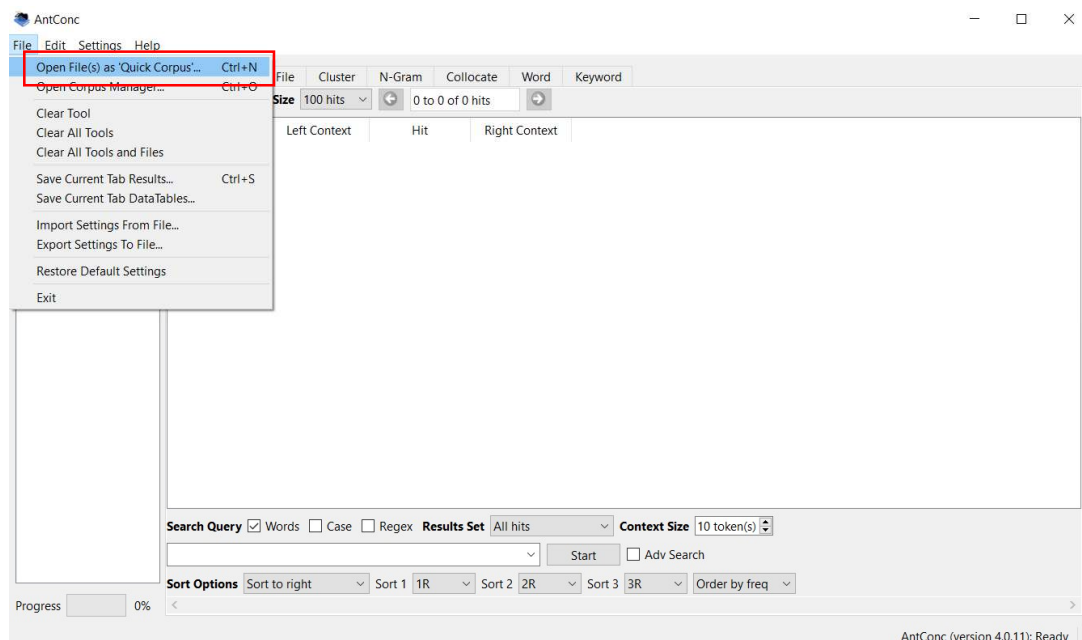 AntConc
File Edit Settings Help
Open File(s) as 'Quick Corpus'... Ctrl+N
Open Corpus Manager... Ctrl+O
Clear Tool
Clear All Tools
Clear All Tools and Files
Save Current Tab Results... Ctrl+S
Save Current Tab DataTables...
Import Settings From File...
Export Settings To File...
Restore Default Settings
Exit
File Cluster N-Gram Collocate Word Keyword
Size 100 hits 0 to 0 of 0 hits
Left Context Hit Right Context
Search Query Words Case Regex Results Set All hits Context Size 10 token(s)
Start Adv Search
Sort Options Sort to right Sort 1 1R Sort 2 2R Sort 3 3R Order by freq
Progress 0%
AntConc (version 4.0.11): Ready